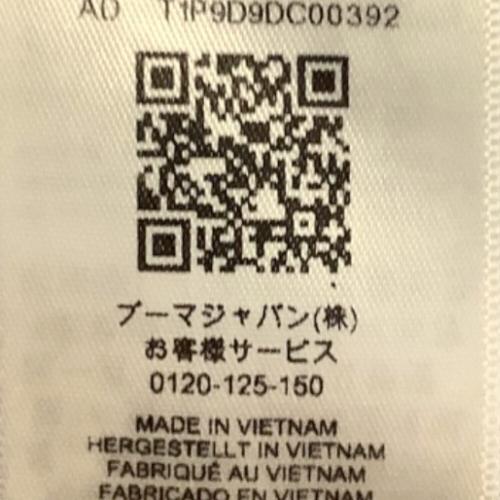 AD T1P9D9DC00392
プーマジャパン(株)
お客様サービス
0120-125-150
MADE IN VIETNAM
HERGESTELLT IN VIETNAM
FABRIQUÉ AU VIETNAM
FABRICADO EN VIETNAM